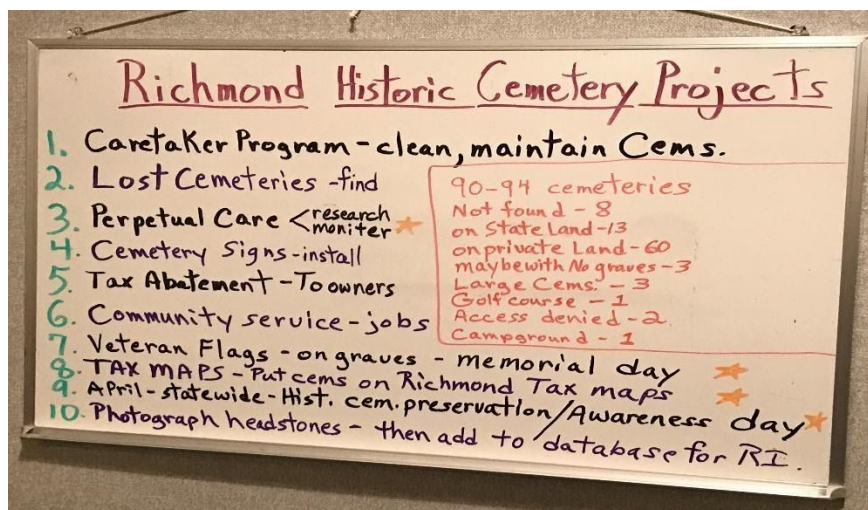 Richmond Historic Cemetery Projects
1. Caretaker Program - clean, maintain Cems.
2. Lost Cemeteries - find
3. Perpetual Care < research
moniter
4. Cemetery Signs - install
5. Tax Abatement - To owners
6. Community service - jobs
90-94 cemeteries
Not found - 8
on State Land - 13
on private Land - 60
maybe with No graves - 3
Large Cems. - 3
Golf course - 1
Access denied - 2
Campground - 1
7. Veteran Flags - on graves - memorial day
8. TAX MAPS - Put cems on Richmond Tax maps
9. April - statewide - Hist. cem. preservation/Awareness day
10. Photograph headstones - then add to database for RI.